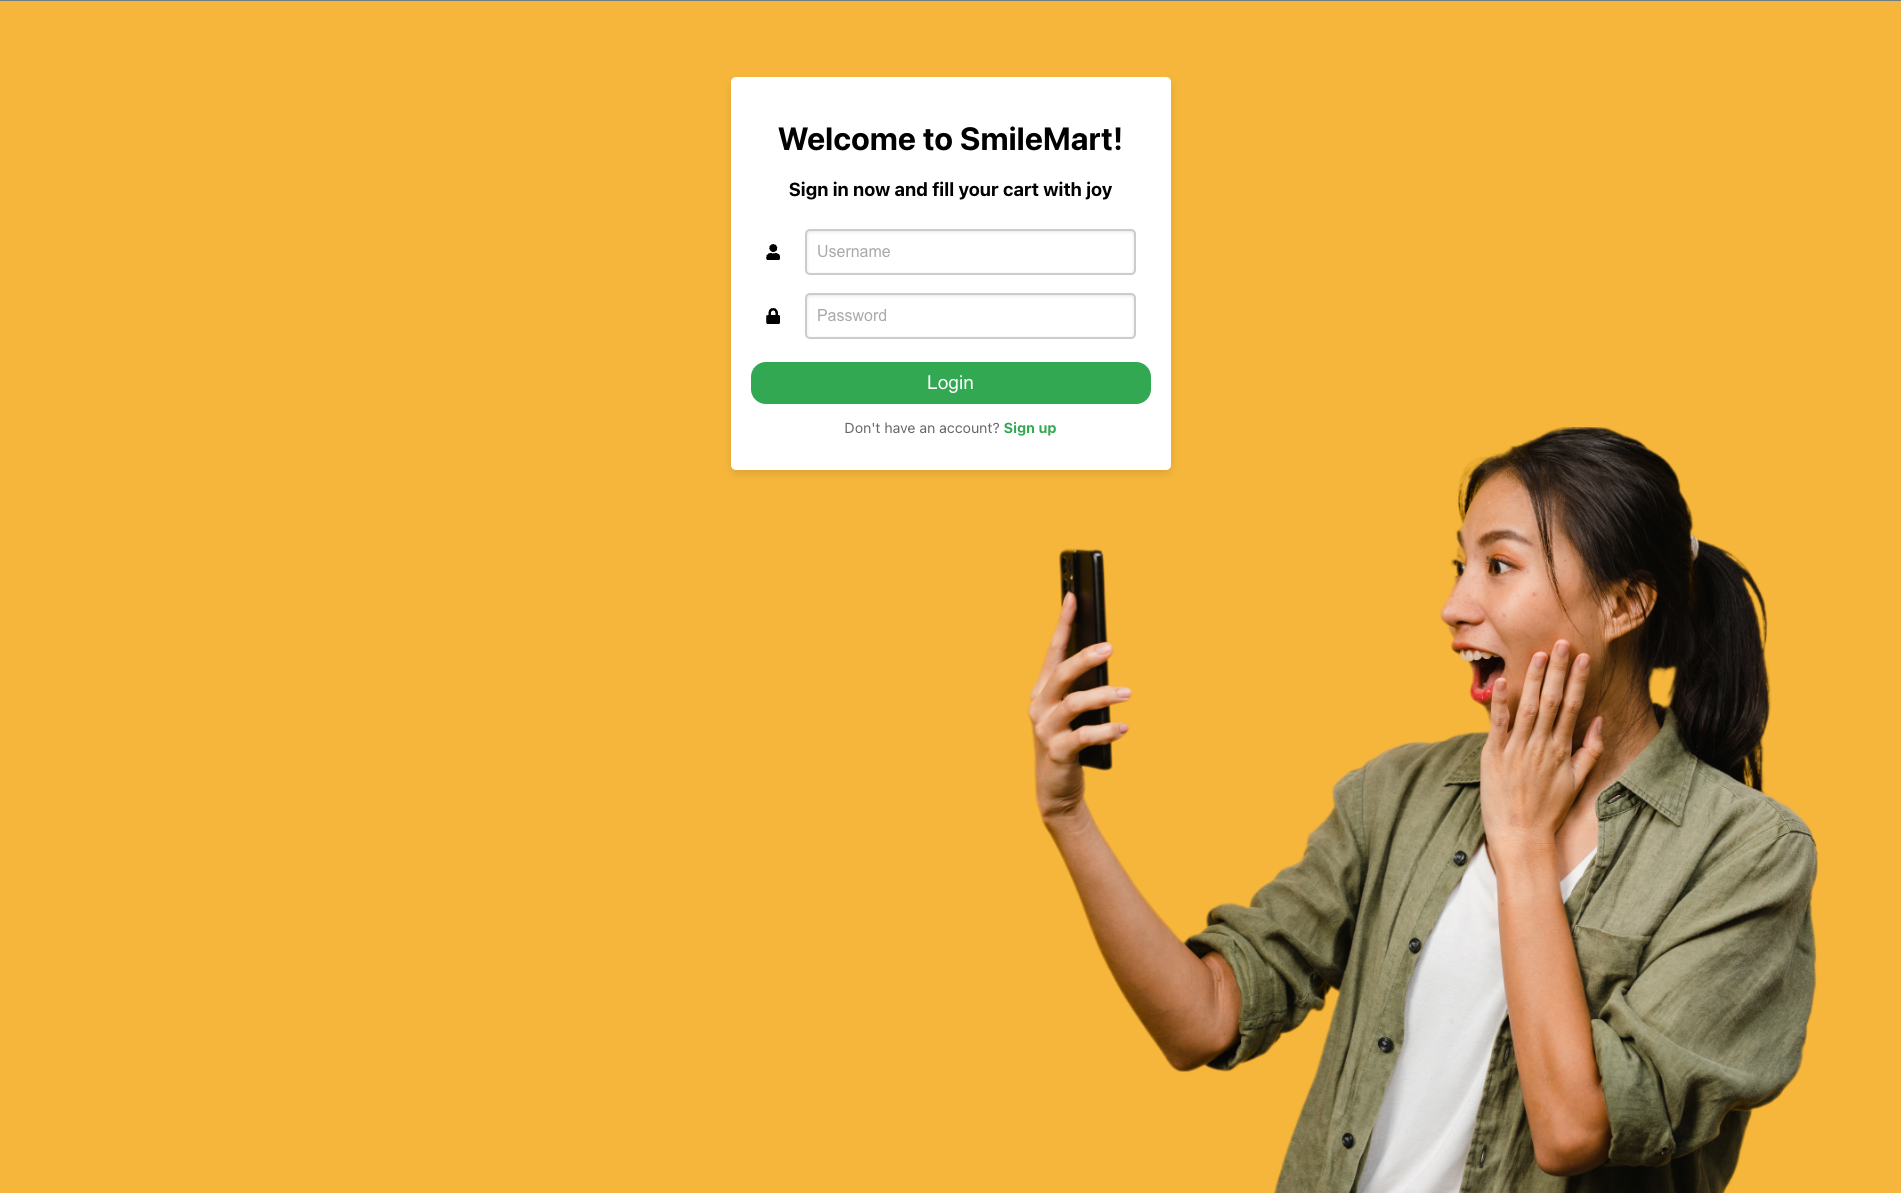 Welcome to SmileMart!
Sign in now and fill your cart with joy
Username
Password
Login
Don't have an account? Sign up